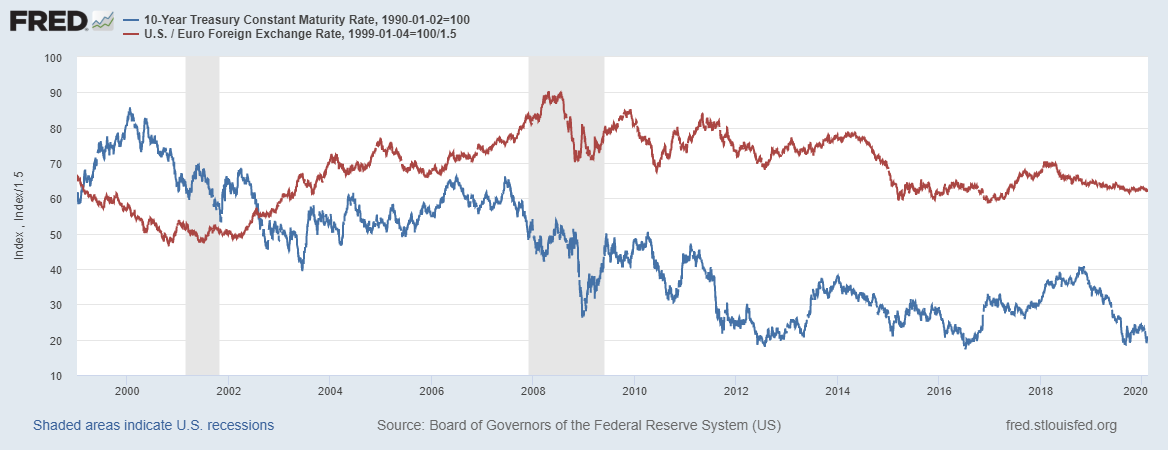 FRED
10-Year Treasury Constant Maturity Rate, 1990-01-02=100
U.S. / Euro Foreign Exchange Rate, 1999-01-04=100/1.5
100
90
80
70
60
50
40
30
20
10
Index , Index/1.5
2000 2002 2004 2006 2008 2010 2012 2014 2016 2018 2020
Shaded areas indicate U.S. recessions
Source: Board of Governors of the Federal Reserve System (US)
fred.stlouisfed.org